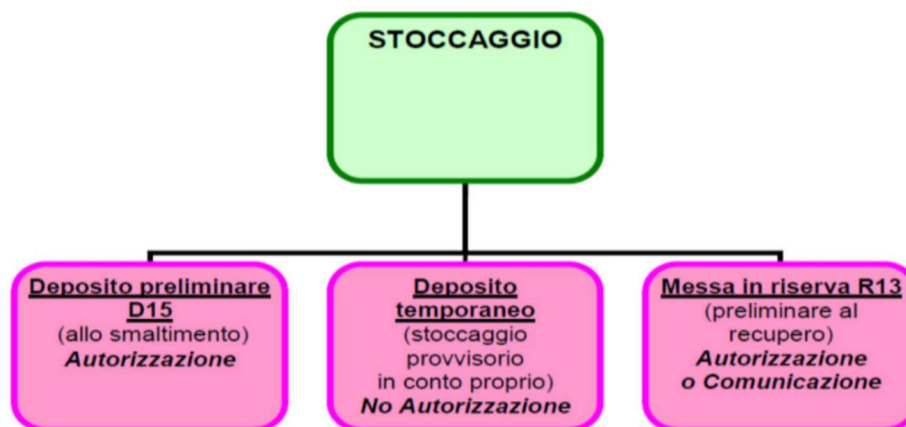 STOCCAGGIO
Deposito preliminare
D15
(allo smaltimento)
Autorizzazione
Deposito
temporaneo
(stoccaggio
provvisorio
in conto proprio)
No Autorizzazione
Messa in riserva R13
(preliminare al
recupero)
Autorizzazione
o Comunicazione